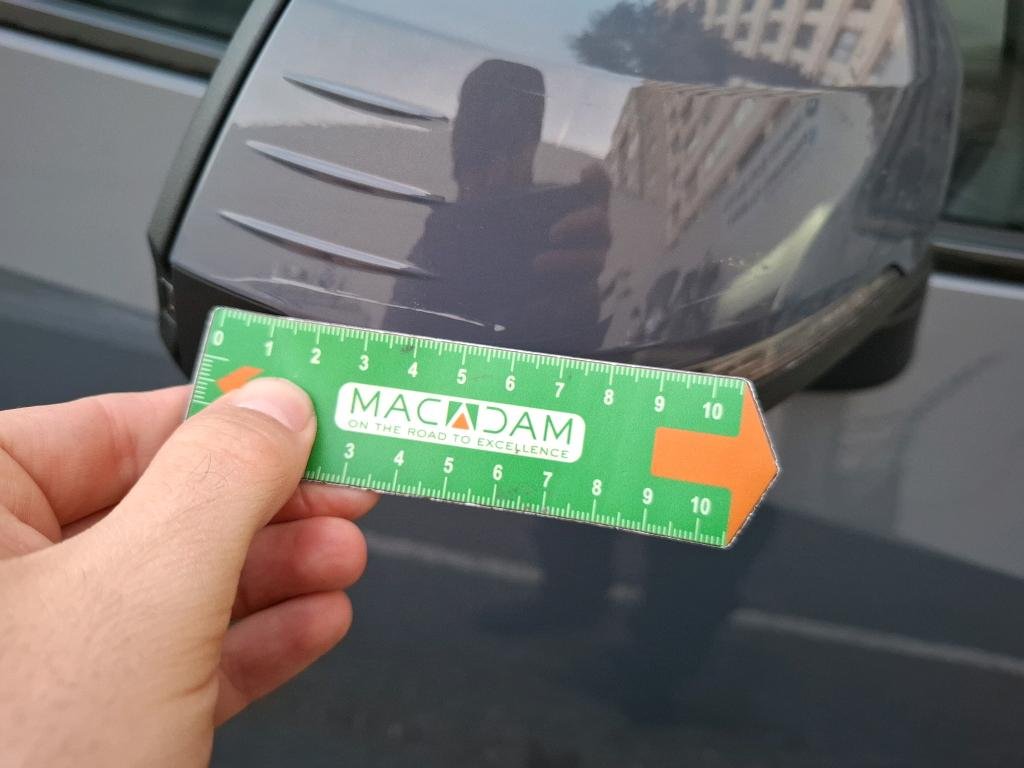 0 1 2 3 4 5 6 7 8 9 10
MACADAM
ON THE ROAD TO EXCELLENCE
3 4 5 6 7 8 9 10